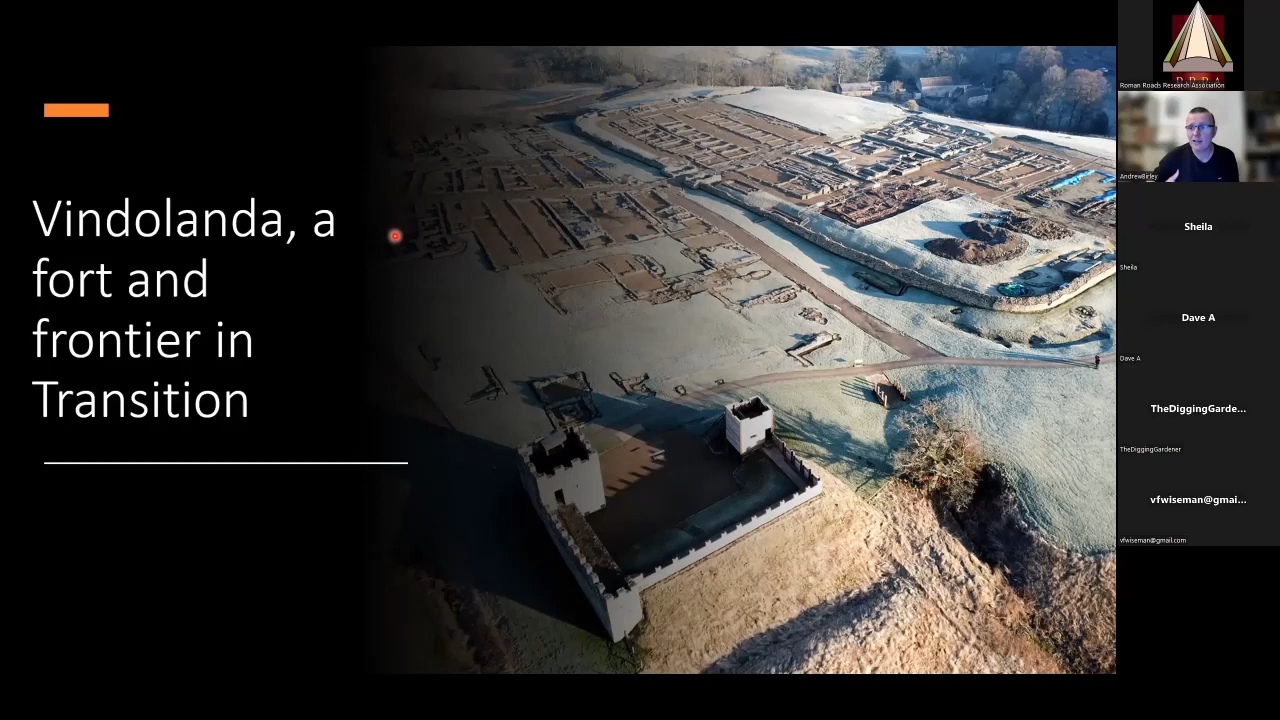 Vindolanda, a
fort and
frontier in
Transition
R R R A
Roman Roads Research Association
AndrewBirley
Sheila
Sheila
Dave A
Dave A
TheDiggingGarde...
TheDiggingGardener
vfwiseman@gmai...
vfwiseman@gmail.com